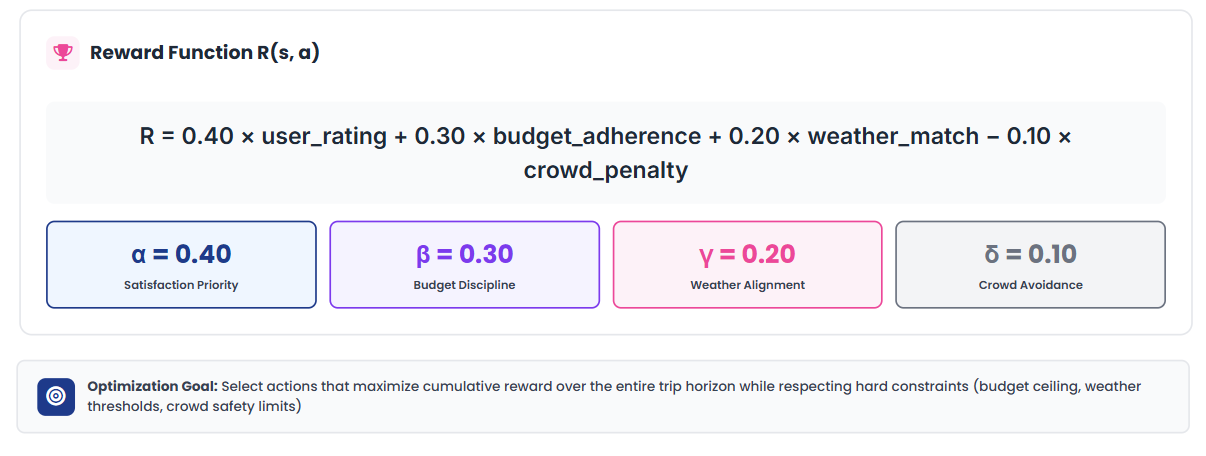 Reward Function R(s, a)
R = 0.40 × user_rating + 0.30 × budget_adherence + 0.20 × weather_match − 0.10 ×
crowd_penalty
α = 0.40
Satisfaction Priority
β = 0.30
Budget Discipline
γ = 0.20
Weather Alignment
δ = 0.10
Crowd Avoidance
Optimization Goal: Select actions that maximize cumulative reward over the entire trip horizon while respecting hard constraints (budget ceiling, weather
thresholds, crowd safety limits)